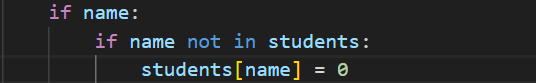 if name:
    if name not in students:
        students[name] = 0